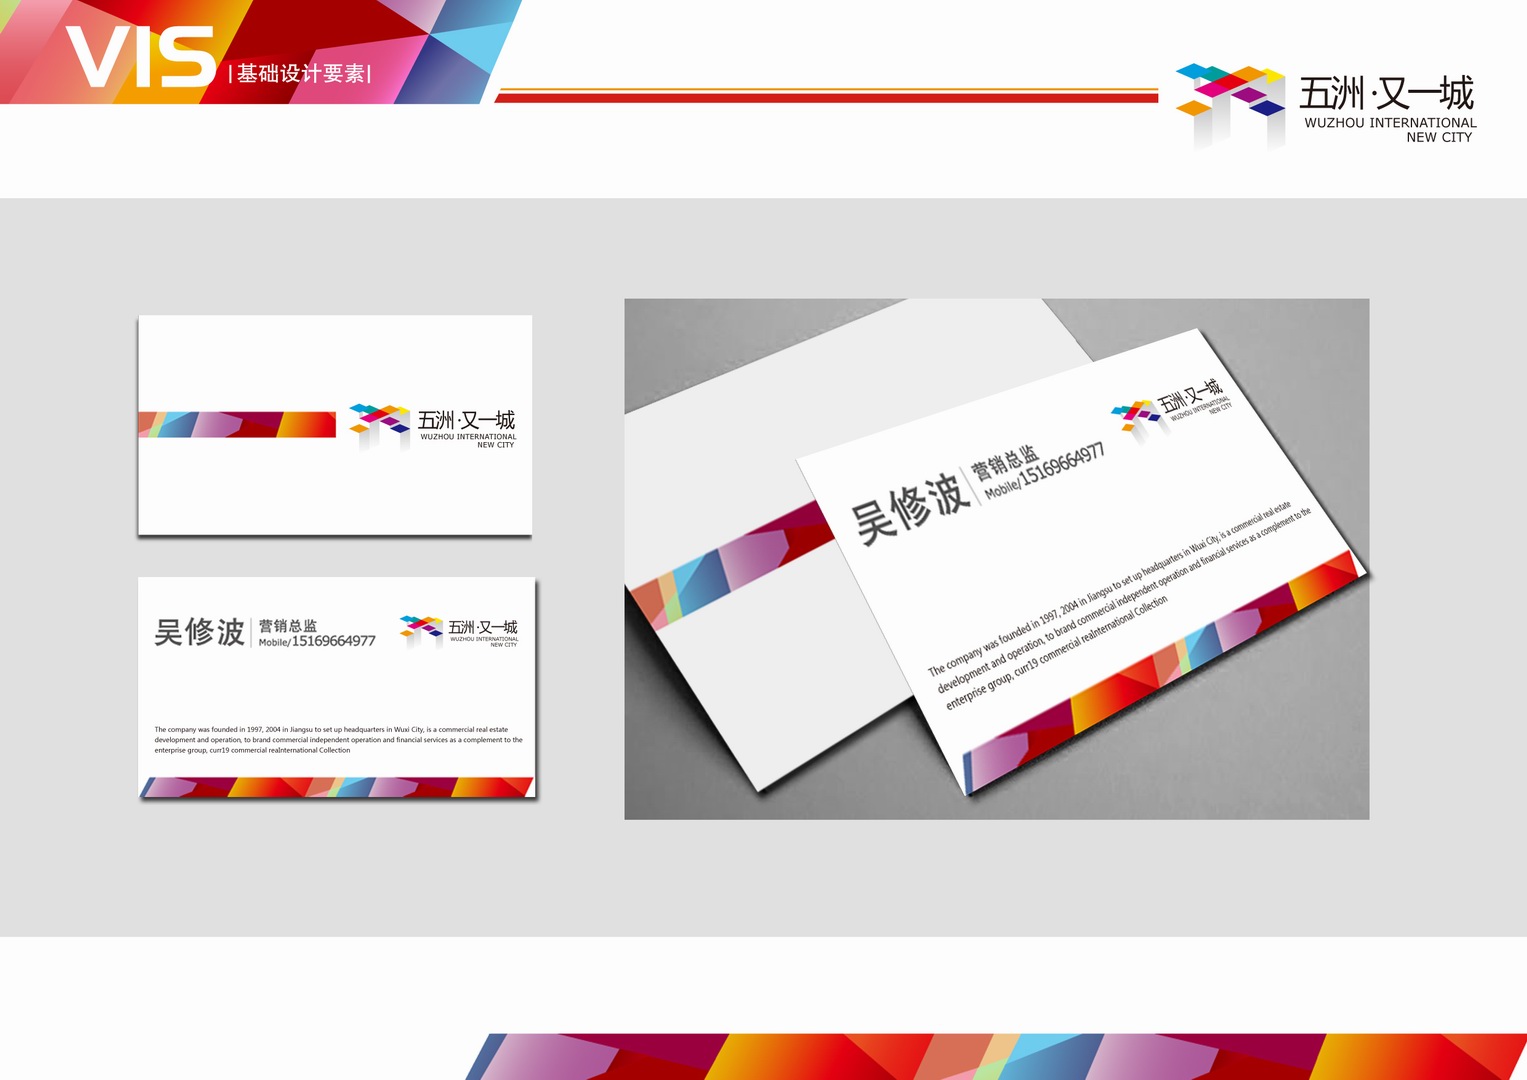 VIS
|基础设计要素|
五洲·又一城
WUZHOU INTERNATIONAL
NEW CITY
五洲·又一城
WUZHOU INTERNATIONAL
NEW CITY
吴修波
营销总监
Mobile/15169664977
五洲·又一城
WUZHOU INTERNATIONAL
NEW CITY
The company was founded in 1997, 2004 in Jiangsu to set up headquarters in Wuxi City, is a commercial real estate
development and operation, to brand commercial independent operation and financial services as a complement to the
enterprise group, curr19 commercial reaInternational Collection
五洲·又一城
WUZHOU INTERNATIONAL
NEW CITY
吴修波
营销总监
Mobile/15169664977
The company was founded in 1997, 2004 in Jiangsu to set up headquarters in Wuxi City, is a commercial real estate
development and operation, to brand commercial independent operation and financial services as a complement to the
enterprise group, curr19 commercial reaInternational Collection